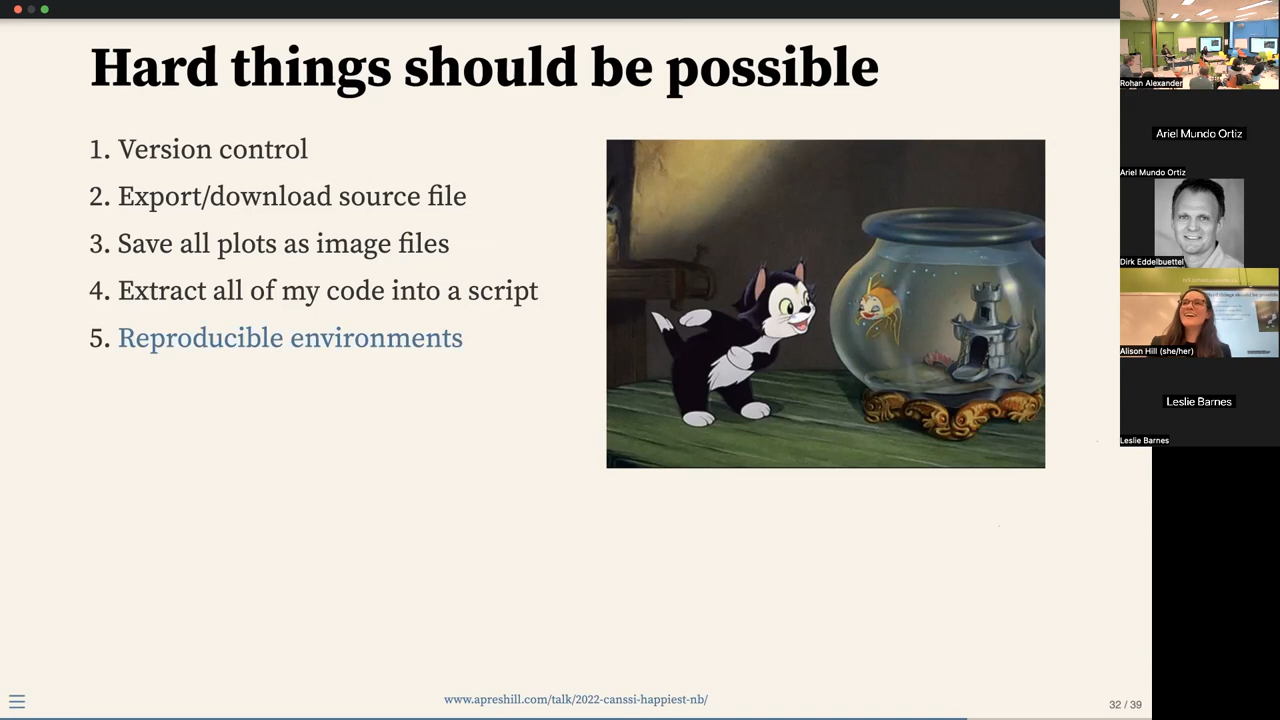 Hard things should be possible
1. Version control
2. Export/download source file
3. Save all plots as image files
4. Extract all of my code into a script
5. Reproducible environments
www.apreshill.com/talk/2022-canssi-happiest-nb/
32 / 39
Rohan Alexander
Ariel Mundo Ortiz
Ariel Mundo Ortiz
Dirk Eddelbuettel
Alison Hill (she/her)
Leslie Barnes
Leslie Barnes